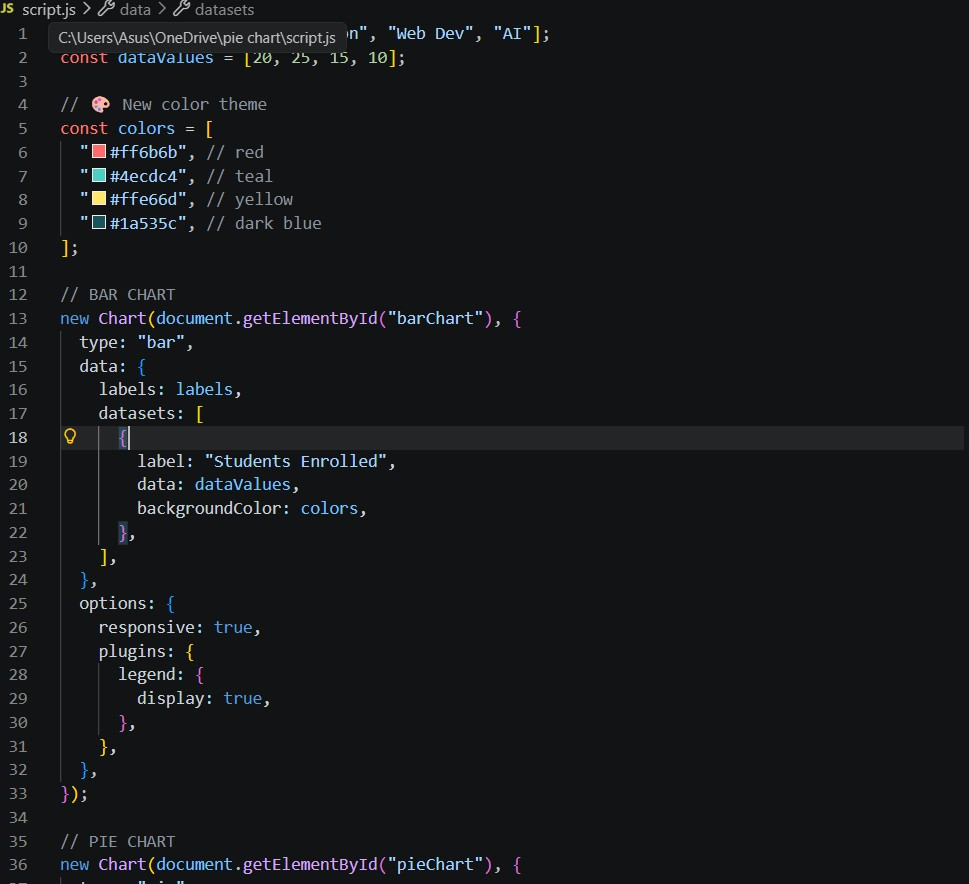 JS script.js > data > datasets
C:\Users\Asus\OneDrive\pie chart\script.js
1 n", "Web Dev", "AI"];
2 const dataValues = [20, 25, 15, 10];
3
4 // 🎨 New color theme
5 const colors = [
6 "#ff6b6b", // red
7 "#4ecdc4", // teal
8 "#ffe66d", // yellow
9 "#1a535c", // dark blue
10 ];
11
12 // BAR CHART
13 new Chart(document.getElementById("barChart"), {
14 type: "bar",
15 data: {
16 labels: labels,
17 datasets: [
18 {
19 label: "Students Enrolled",
20 data: dataValues,
21 backgroundColor: colors,
22 },
23 ],
24 },
25 options: {
26 responsive: true,
27 plugins: {
28 legend: {
29 display: true,
30 },
31 },
32 },
33 });
34
35 // PIE CHART
36 new Chart(document.getElementById("pieChart"), {